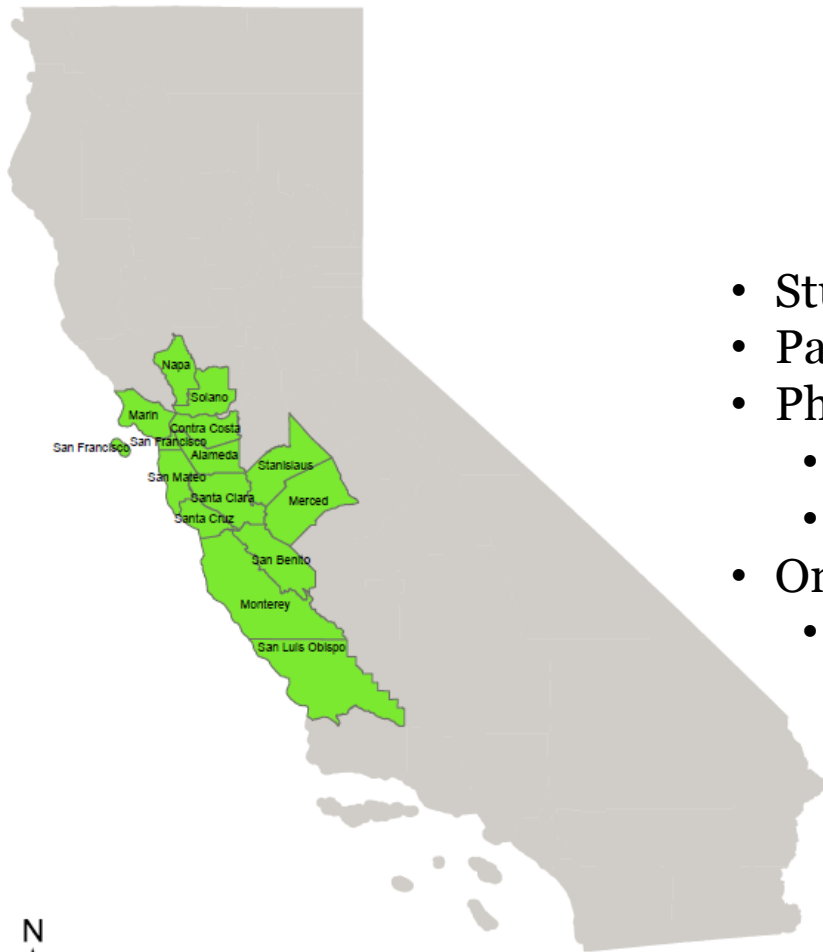 Napa
Solano
Marin
Contra Costa
San Francisco
San Francisco
Alameda
Stanislaus
San Mateo
Santa Clara
Merced
Santa Cruz
San Benito
Monterey
San Luis Obispo
N
• Stu
• Pa
• Ph
•
•
• Or
•